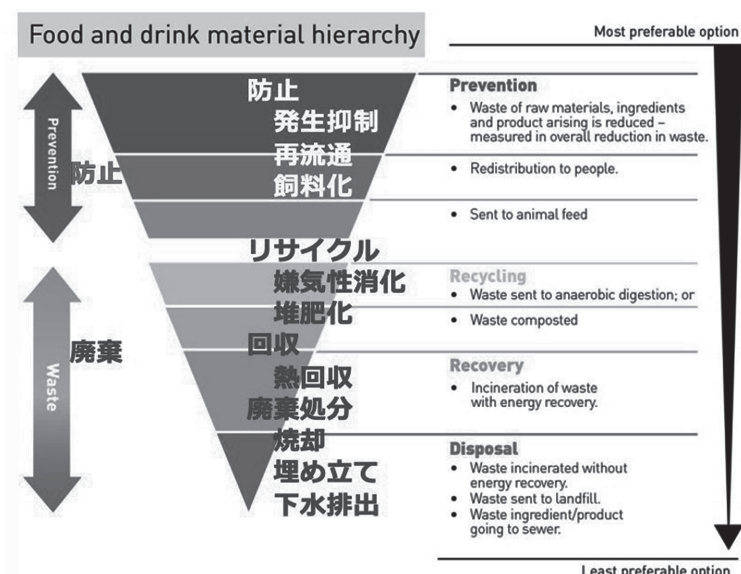 Food and drink material hierarchy
Most preferable option
Prevention
防止
防止
発生抑制
再流通
飼料化
Prevention
• Waste of raw materials, ingredients
and product arising is reduced –
measured in overall reduction in waste.
• Redistribution to people.
• Sent to animal feed
Waste
廃棄
リサイクル
嫌気性消化
堆肥化
回収
熱回収
廃棄処分
焼却
埋め立て
下水排出
Recycling
• Waste sent to anaerobic digestion; or
• Waste composted
Recovery
• Incineration of waste
with energy recovery.
Disposal
• Waste incinerated without
energy recovery.
• Waste sent to landfill.
• Waste ingredient/product
going to sewer.
Least preferable option